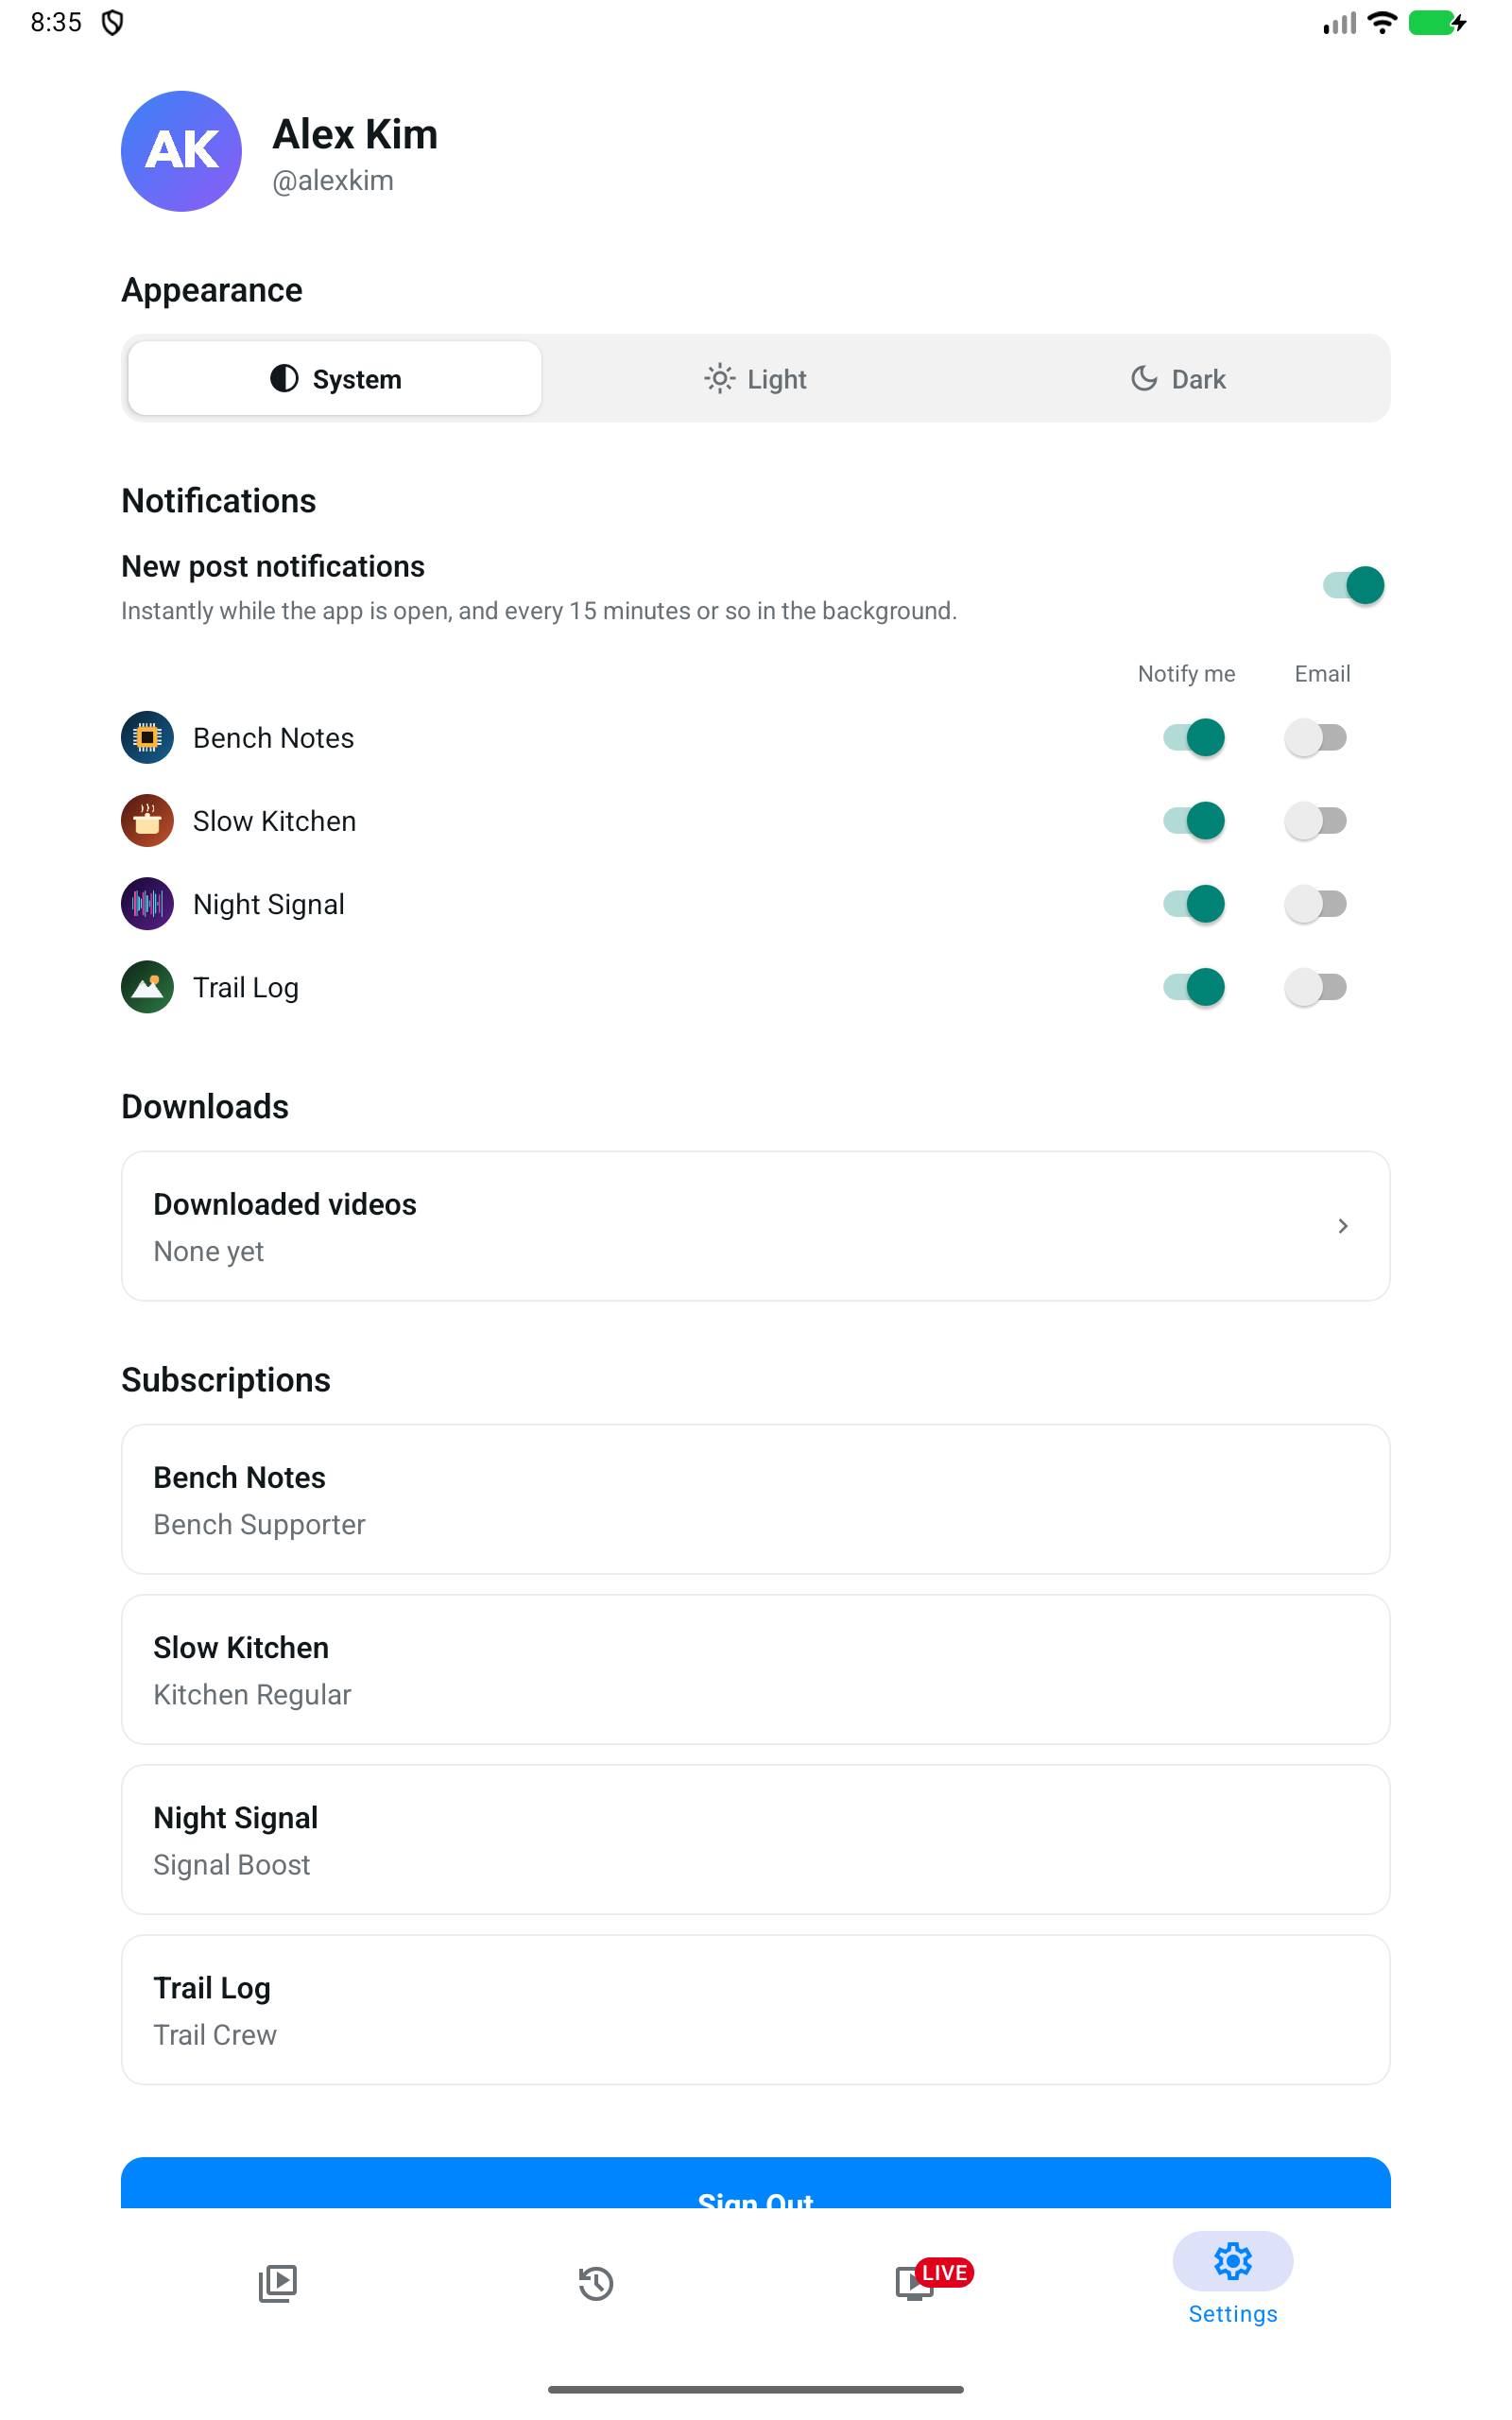 8:35
AK
Alex Kim
@alexkim
Appearance
System
Light
Dark
Notifications
New post notifications
Instantly while the app is open, and every 15 minutes or so in the background.
Notify me
Email
Bench Notes
Slow Kitchen
Night Signal
Trail Log
Downloads
Downloaded videos
None yet
Subscriptions
Bench Notes
Bench Supporter
Slow Kitchen
Kitchen Regular
Night Signal
Signal Boost
Trail Log
Trail Crew
Sign Out
LIVE
Settings